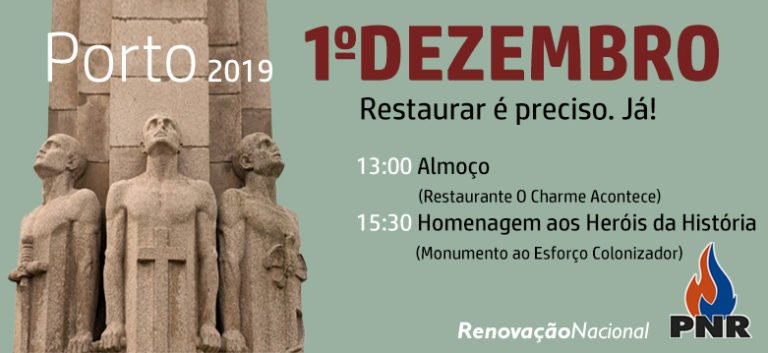 Porto 2019
1ºDEZEMBRO
Restaurar é preciso. Já!
13:00 Almoço
(Restaurante O Charme Acontece)
15:30 Homenagem aos Heróis da História
(Monumento ao Esforço Colonizador)
RenovaçãoNacional
PNR